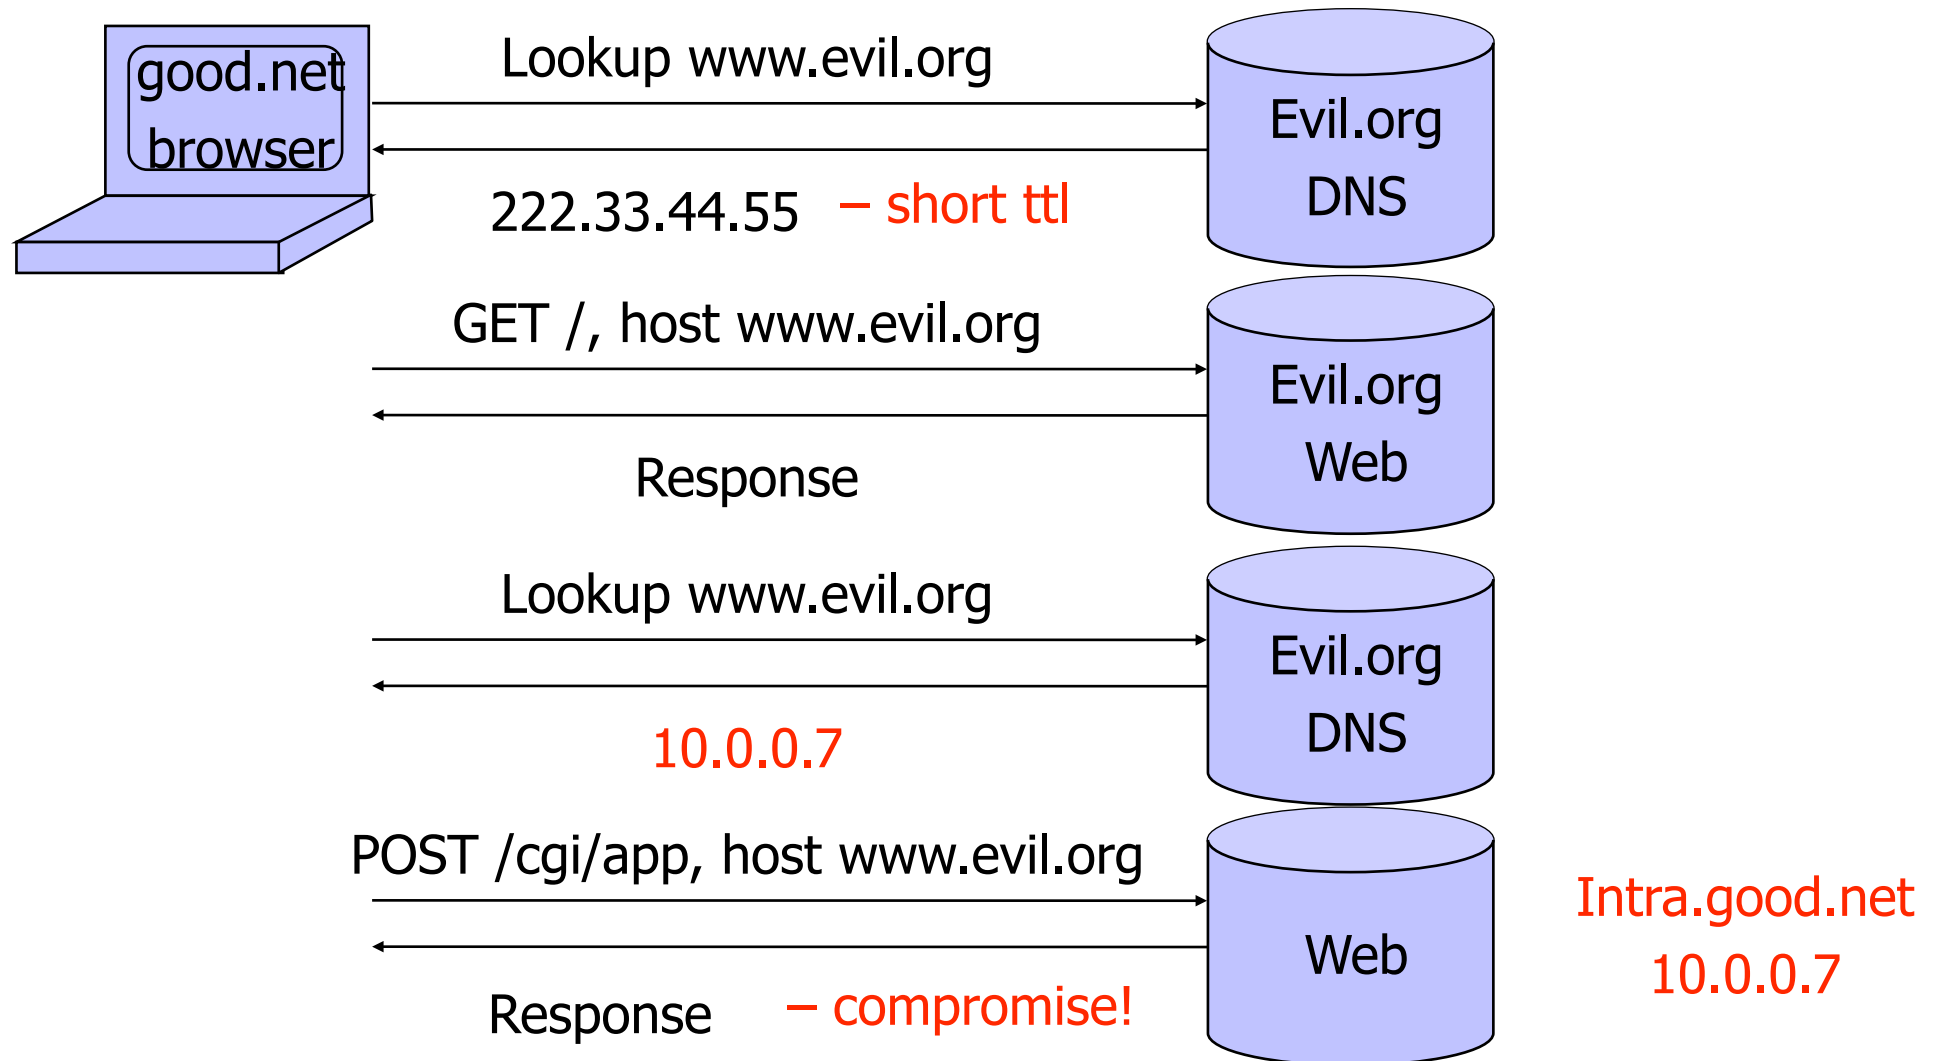 good.net
browser
Lookup www.evil.org
Evil.org
DNS
222.33.44.55 – short ttl
GET /, host www.evil.org
Evil.org
Web
Response
Lookup www.evil.org
Evil.org
DNS
10.0.0.7
POST /cgi/app, host www.evil.org
Web
Intra.good.net
10.0.0.7
Response – compromise!